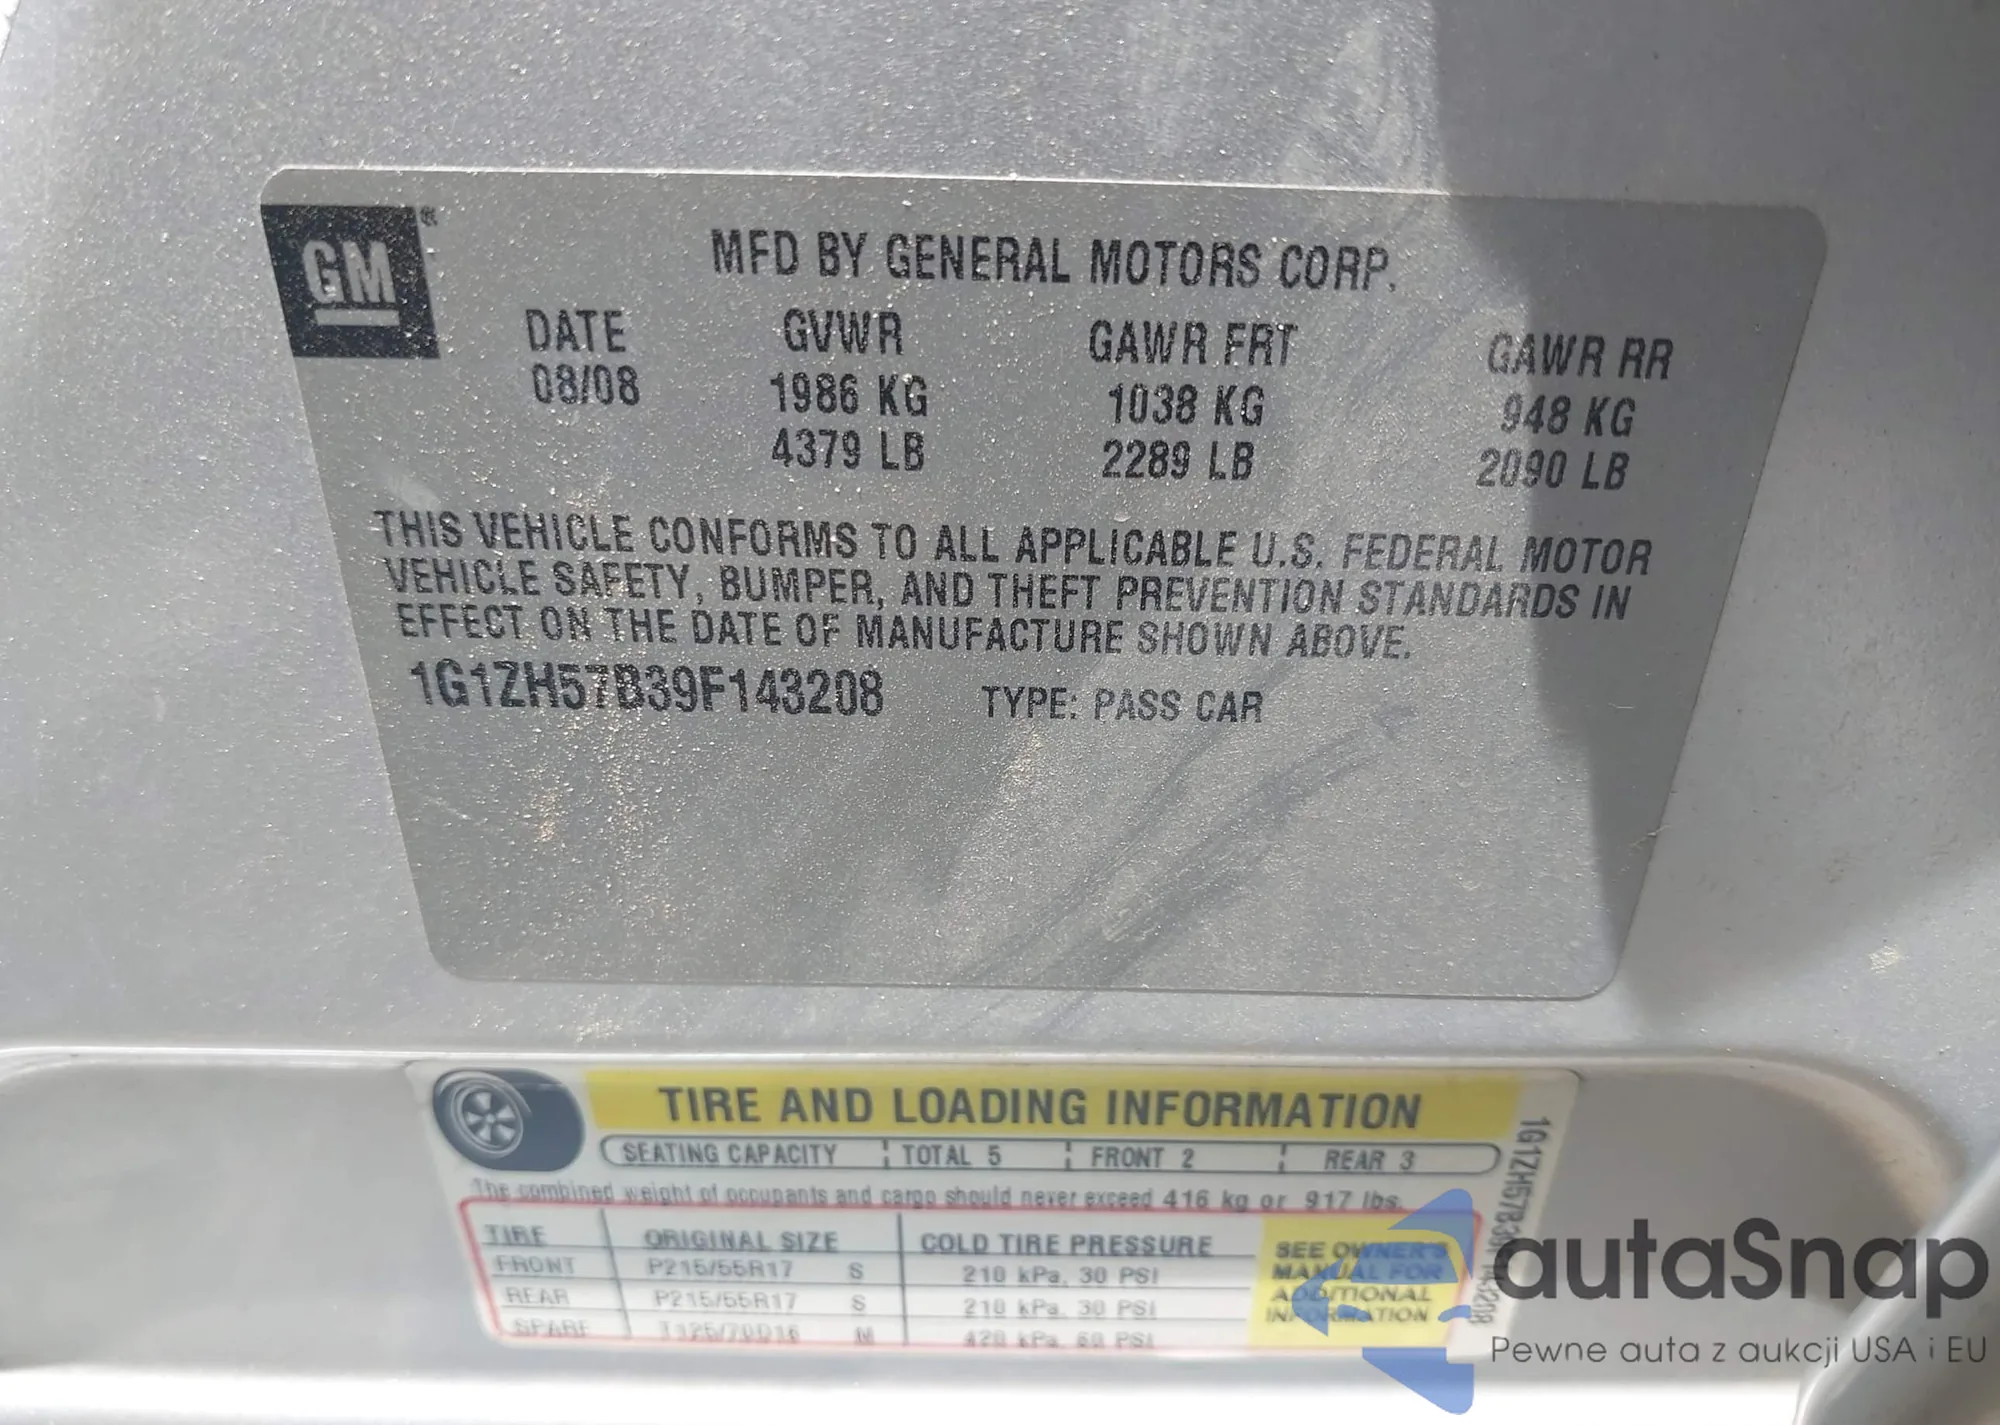 GM®
MFD BY GENERAL MOTORS CORP.
DATE GVWR GAWR FRT GAWR RR
08/08 1986 KG 1038 KG 948 KG
4379 LB 2289 LB 2090 LB
THIS VEHICLE CONFORMS TO ALL APPLICABLE U.S. FEDERAL MOTOR
VEHICLE SAFETY, BUMPER, AND THEFT PREVENTION STANDARDS IN
EFFECT ON THE DATE OF MANUFACTURE SHOWN ABOVE.
1G1ZH57B39F143208 TYPE: PASS CAR
TIRE AND LOADING INFORMATION
SEATING CAPACITY TOTAL 5 FRONT 2 REAR 3
The combined weight of occupants and cargo should never exceed 416 kg or 917 lbs.
TIRE ORIGINAL SIZE COLD TIRE PRESSURE
FRONT P215/55R17 S 210 kPa, 30 PSI
REAR P215/55R17 S 210 kPa, 30 PSI
SPARE T125/70D16 M 420 kPa, 60 PSI
SEE OWNER'S
MANUAL FOR
ADDITIONAL
INFORMATION
1G1ZH57B39F143208
autaSnap
Pewne auta z aukcji USA i EU